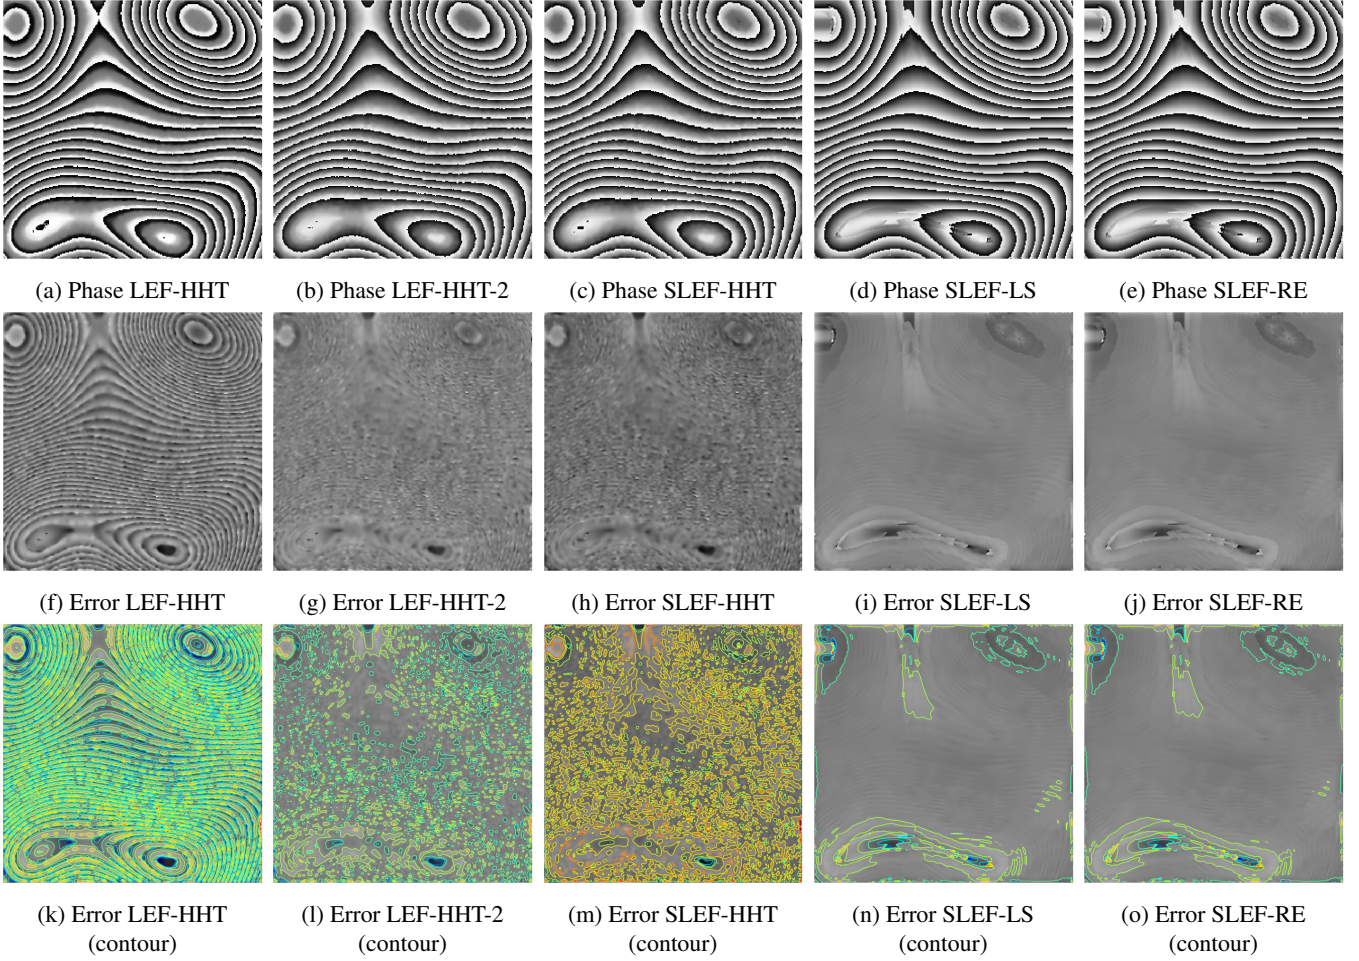 (a) Phase LEF-HHT
(b) Phase LEF-HHT-2
(c) Phase SLEF-HHT
(d) Phase SLEF-LS
(e) Phase SLEF-RE
(f) Error LEF-HHT
(g) Error LEF-HHT-2
(h) Error SLEF-HHT
(i) Error SLEF-LS
(j) Error SLEF-RE
(k) Error LEF-HHT
(contour)
(l) Error LEF-HHT-2
(contour)
(m) Error SLEF-HHT
(contour)
(n) Error SLEF-LS
(contour)
(o) Error SLEF-RE
(contour)